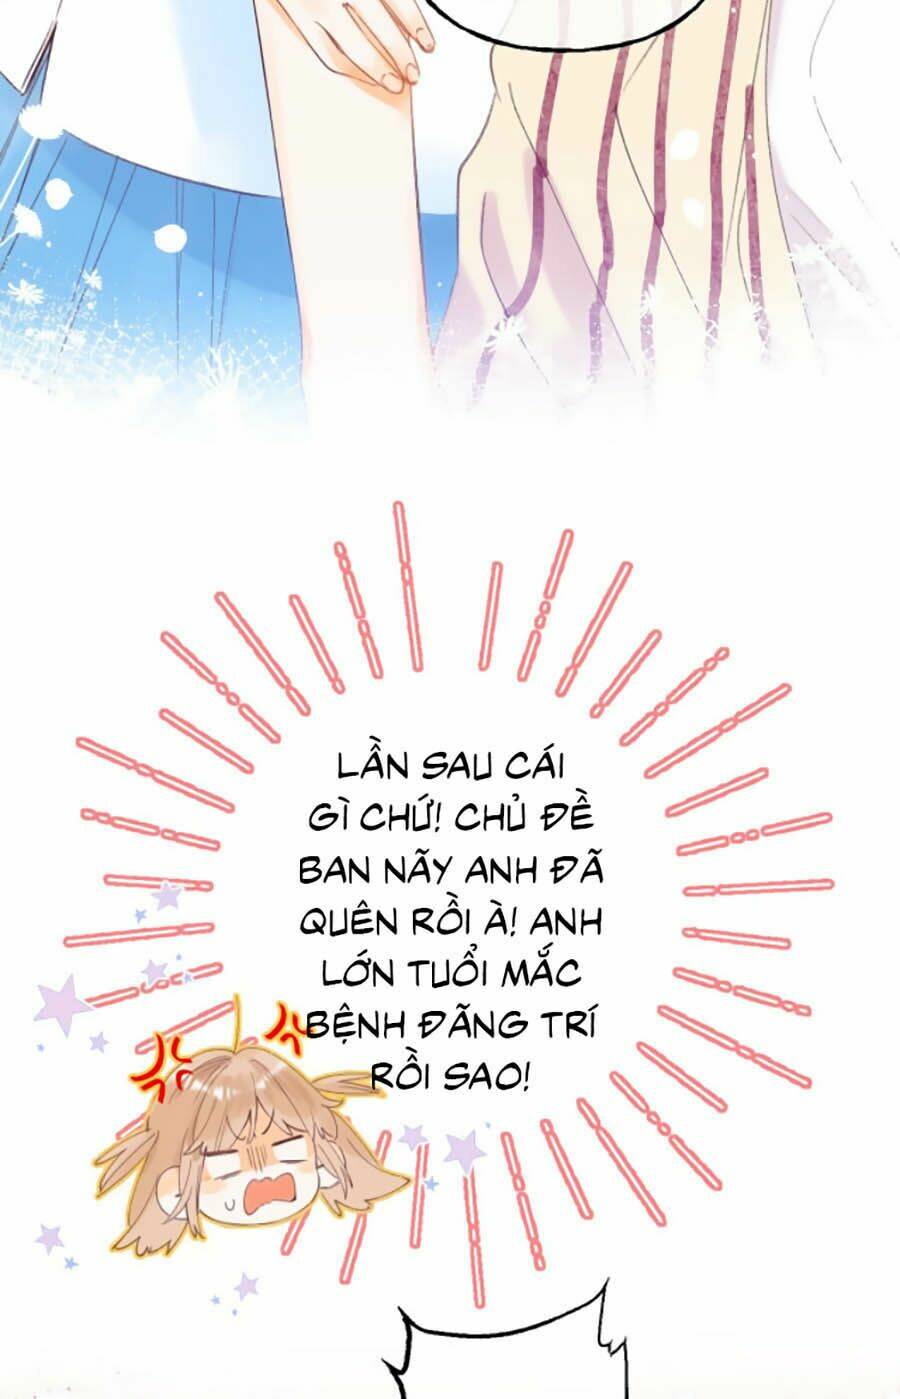 LẦN SAU CÁI
GÌ CHỨ! CHỦ ĐỀ
BAN NÃY ANH ĐÃ
QUÊN RỒI À! ANH
LỚN TUỔI MẮC
BỆNH ĐÃNG TRÍ
RỒI SAO!